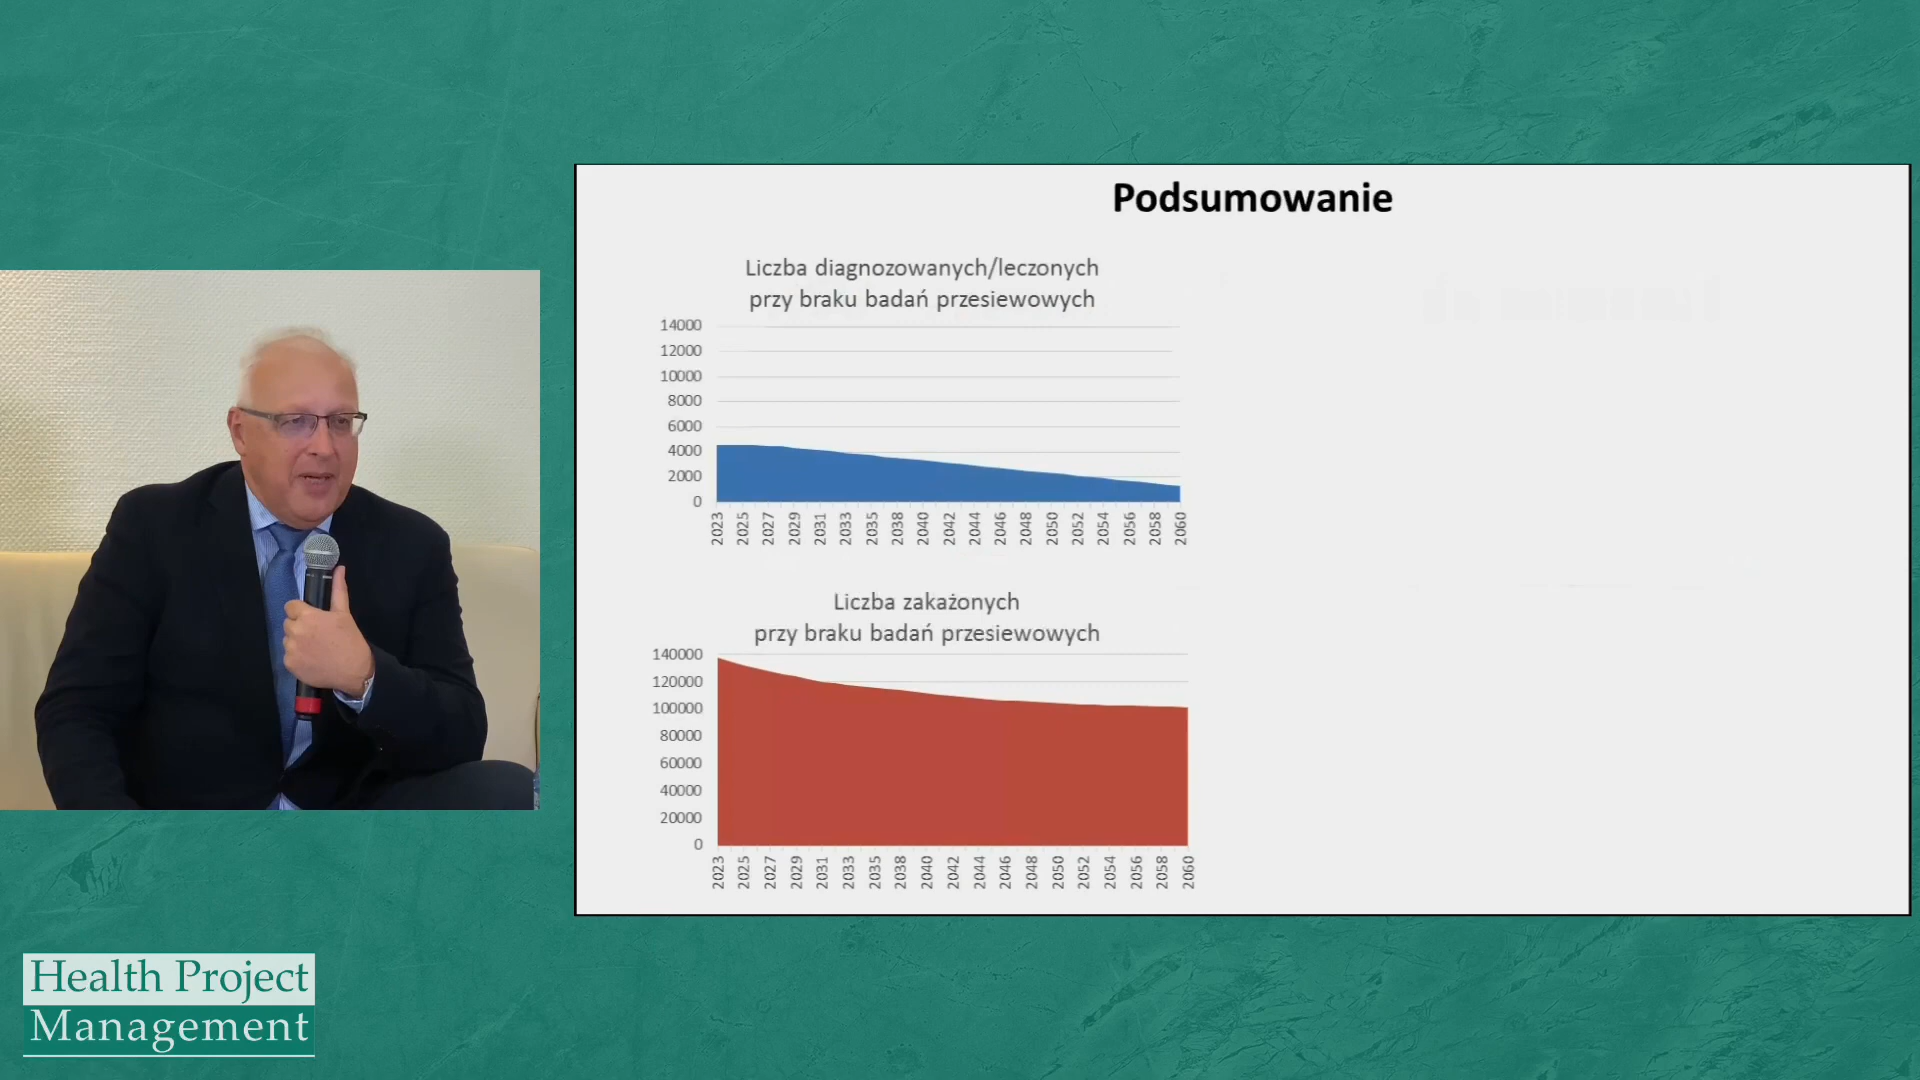 Podsumowanie
Liczba diagnozowanych/leczonych
przy braku badań przesiewowych
14000
12000
10000
8000
6000
4000
2000
0
2023 2025 2027 2029 2031 2033 2035 2038 2040 2042 2044 2046 2048 2050 2052 2054 2056 2058 2060
Liczba zakażonych
przy braku badań przesiewowych
140000
120000
100000
80000
60000
40000
20000
0
2023 2025 2027 2029 2031 2033 2035 2038 2040 2042 2044 2046 2048 2050 2052 2054 2056 2058 2060
Health Project
Management